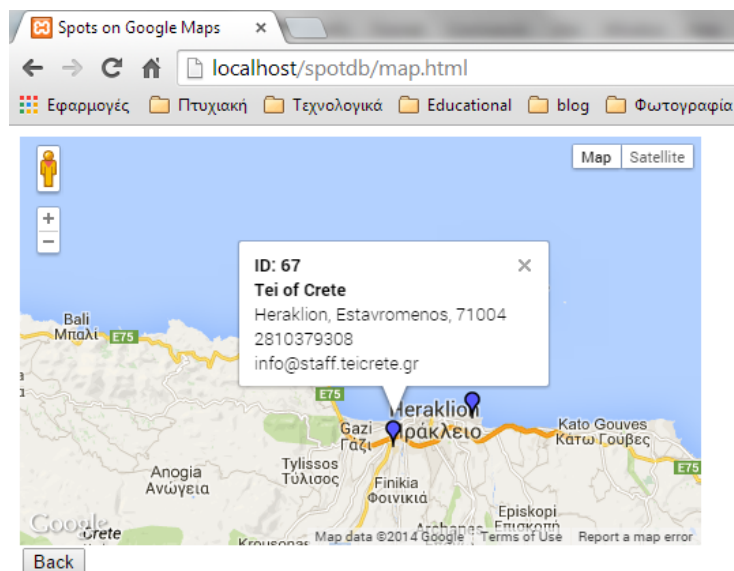 Spots on Google Maps
localhost/spotdb/map.html
Εφαρμογές Πτυχιακή Τεχνολογικά Educational blog Φωτογραφία
Map Satellite
ID: 67
Tei of Crete
Heraklion, Estavromenos, 71004
2810379308
info@staff.teicrete.gr
Bali
Μπαλί
E75
E75
Heraklion
Ηράκλειο
Gazi
Γάζι
Kato Gouves
Κάτω Γούβες
E75
Tylissos
Τύλισος
Anogia
Ανώγεια
Finikia
Φοινικιά
Episkopi
Επισκοπή
Archanes
Google
Crete
Krousonas
Map data ©2014 Google Terms of Use Report a map error
Back